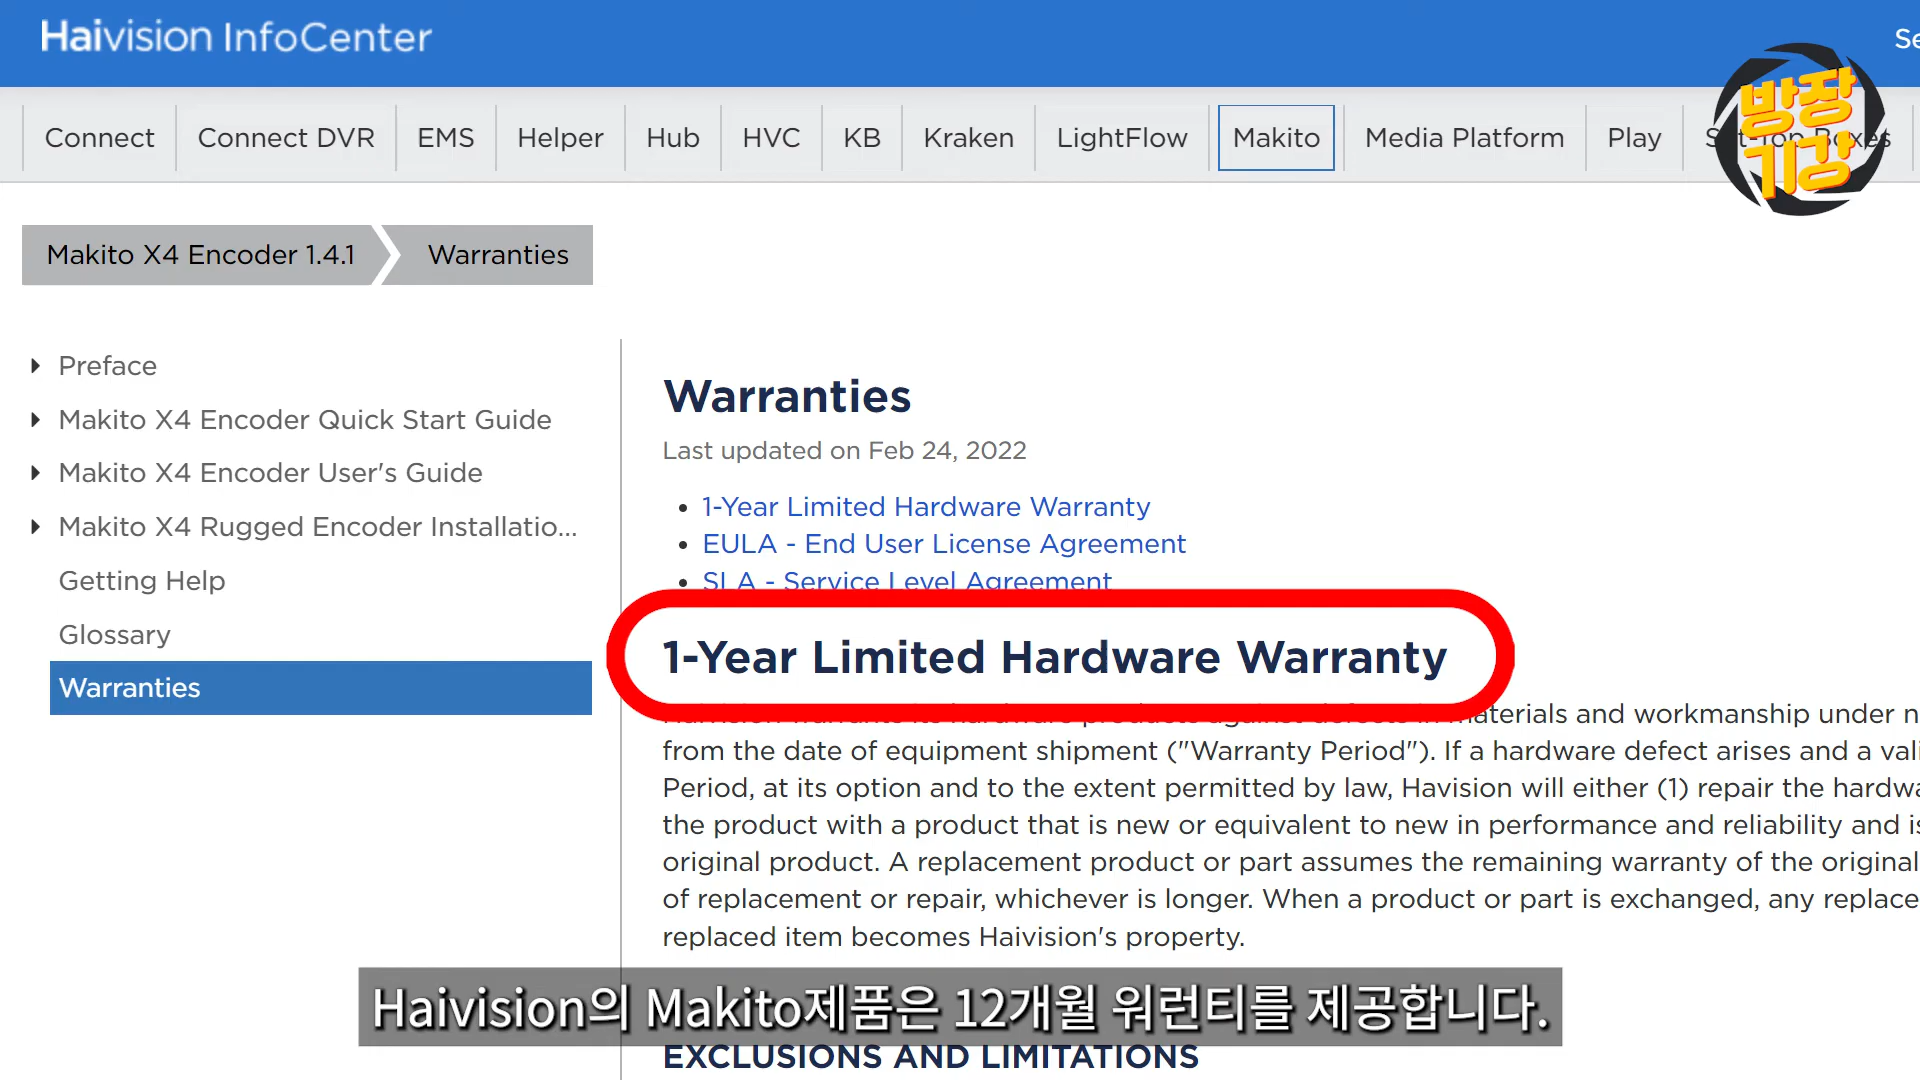 Haivision InfoCenter
Se
Connect
Connect DVR
EMS
Helper
Hub
HVC
KB
Kraken
LightFlow
Makito
Media Platform
Play
방장
기강
Makito X4 Encoder 1.4.1
Warranties
Preface
Makito X4 Encoder Quick Start Guide
Makito X4 Encoder User's Guide
Makito X4 Rugged Encoder Installatio...
Getting Help
Glossary
Warranties
Warranties
Last updated on Feb 24, 2022
1-Year Limited Hardware Warranty
EULA - End User License Agreement
SLA - Service Level Agreement
1-Year Limited Hardware Warranty
materials and workmanship under n
from the date of equipment shipment ("Warranty Period"). If a hardware defect arises and a vali
Period, at its option and to the extent permitted by law, Havision will either (1) repair the hardwa
the product with a product that is new or equivalent to new in performance and reliability and is
original product. A replacement product or part assumes the remaining warranty of the original
of replacement or repair, whichever is longer. When a product or part is exchanged, any replace
replaced item becomes Haivision's property.
Haivision의 Makito제품은 12개월 워런티를 제공합니다.
EXCLUSIONS AND LIMITATIONS